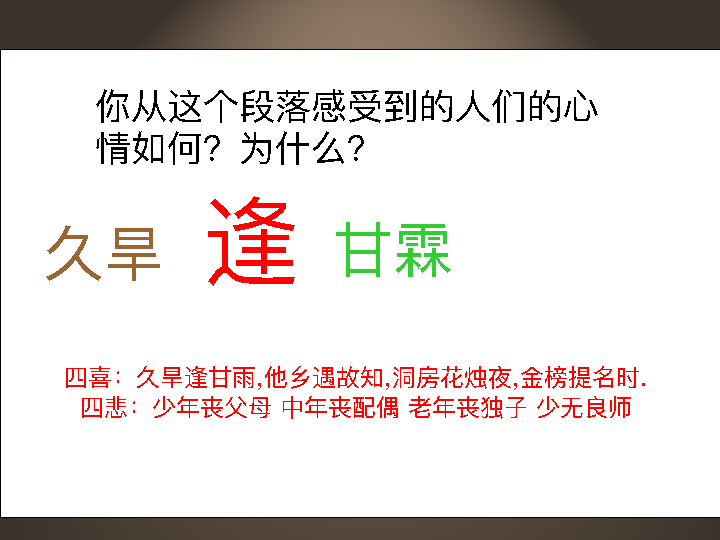 你从这个段落感受到的人们的心
情如何？为什么？
久旱 逢 甘霖
四喜：久旱逢甘雨,他乡遇故知,洞房花烛夜,金榜提名时.
四悲：少年丧父母 中年丧配偶 老年丧独子 少无良师